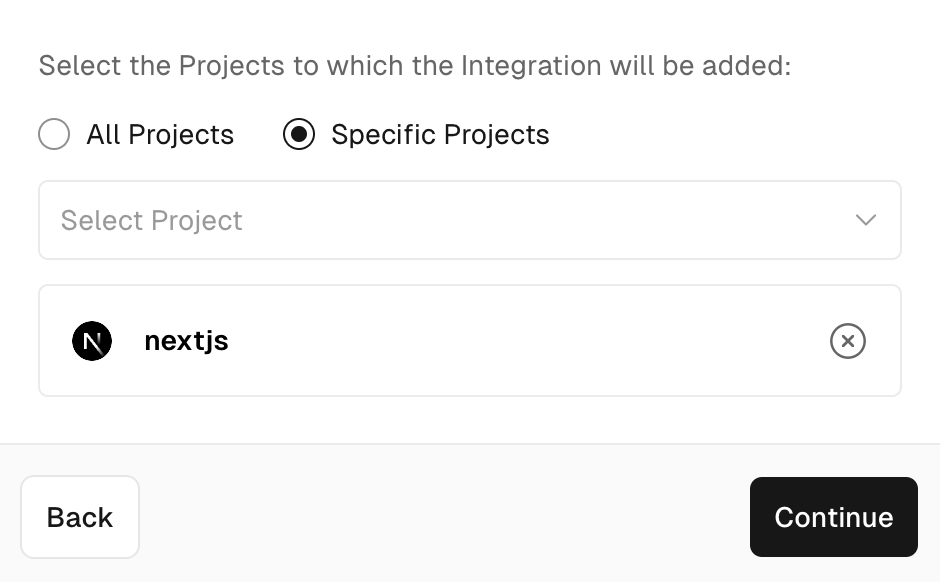 Select the Projects to which the Integration will be added:
All Projects Specific Projects
Select Project
N nextjs
Back Continue